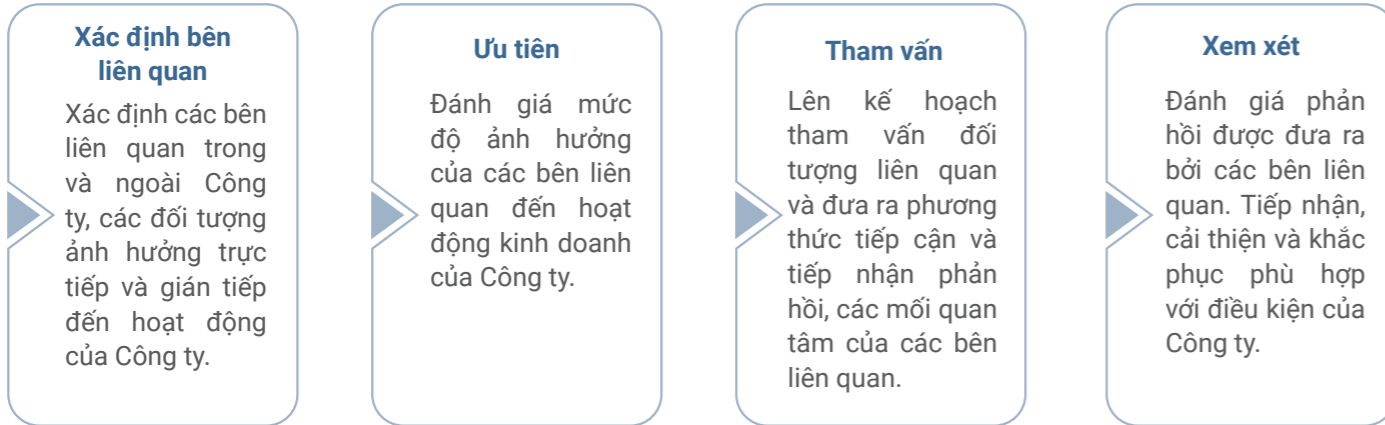 Xác định bên
liên quan
Xác định các bên
liên quan trong
và ngoài Công
ty, các đối tượng
ảnh hưởng trực
tiếp và gián tiếp
đến hoạt động
của Công ty.
Ưu tiên
Đánh giá mức
độ ảnh hưởng
của các bên liên
quan đến hoạt
động kinh doanh
của Công ty.
Tham vấn
Lên kế hoạch
tham vấn đối
tượng liên quan
và đưa ra phương
thức tiếp cận và
tiếp nhận phản
hồi, các mối quan
tâm của các bên
liên quan.
Xem xét
Đánh giá phản
hồi được đưa ra
bởi các bên liên
quan. Tiếp nhận,
cải thiện và khắc
phục phù hợp
với điều kiện của
Công ty.